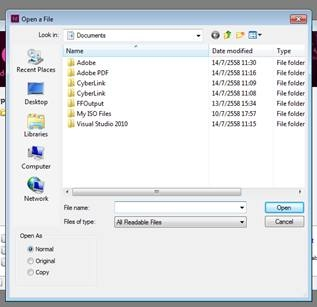 Open a File
Look in: Documents
Name Date modified Type
Adobe 14/7/2558 11:30 File folder
Adobe PDF 14/7/2558 11:16 File folder
CyberLink 14/7/2558 11:09 File folder
CyberLink 14/7/2558 11:08 File folder
FFOutput 13/7/2558 15:34 File folder
My ISO Files 10/7/2558 17:57 File folder
Visual Studio 2010 14/7/2558 11:15 File folder
Recent Places
Desktop
Libraries
Computer
Network
File name: Open
Files of type: All Readable Files Cancel
Open As
Normal
Original
Copy